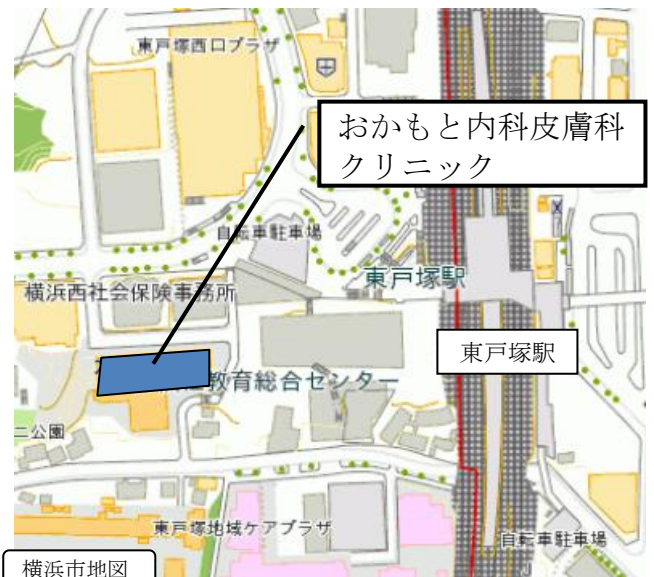 東戸塚西口プラザ
おかもと内科皮膚科
クリニック
自転車駐車場
東戸塚駅
横浜西社会保険事務所
東戸塚駅
教育総合センター
二公園
東戸塚地域ケアプラザ
自転車駐車場
横浜市地図